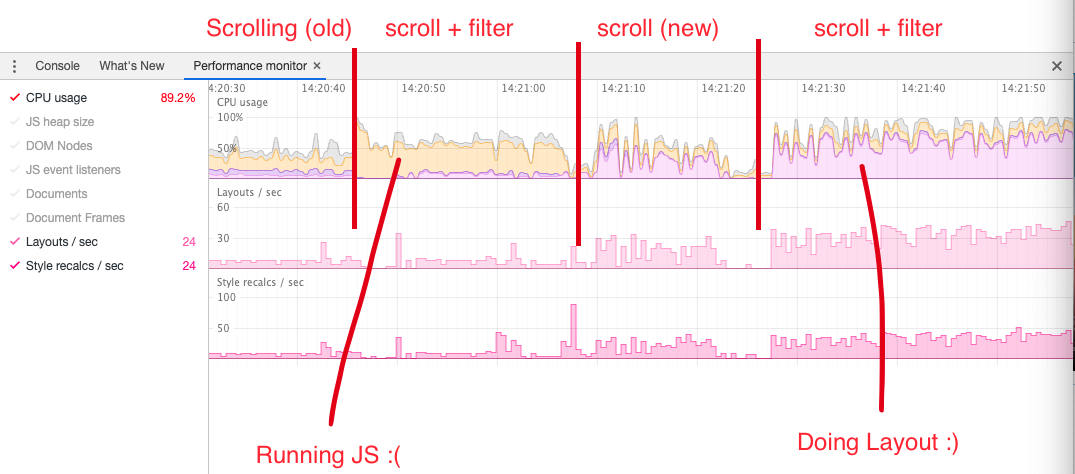 Scrolling (old) scroll + filter scroll (new) scroll + filter
Console What's New Performance monitor ×
14:20:30 14:20:40 14:20:50 14:21:00 14:21:10 14:21:20 14:21:30 14:21:40 14:21:50
CPU usage 89.2%
JS heap size
DOM Nodes
JS event listeners
Documents
Document Frames
Layouts / sec 24
Style recalcs / sec 24
CPU usage
100%
50%
Layouts / sec
60
30
Style recalcs / sec
100
50
Running JS :(
Doing Layout :)